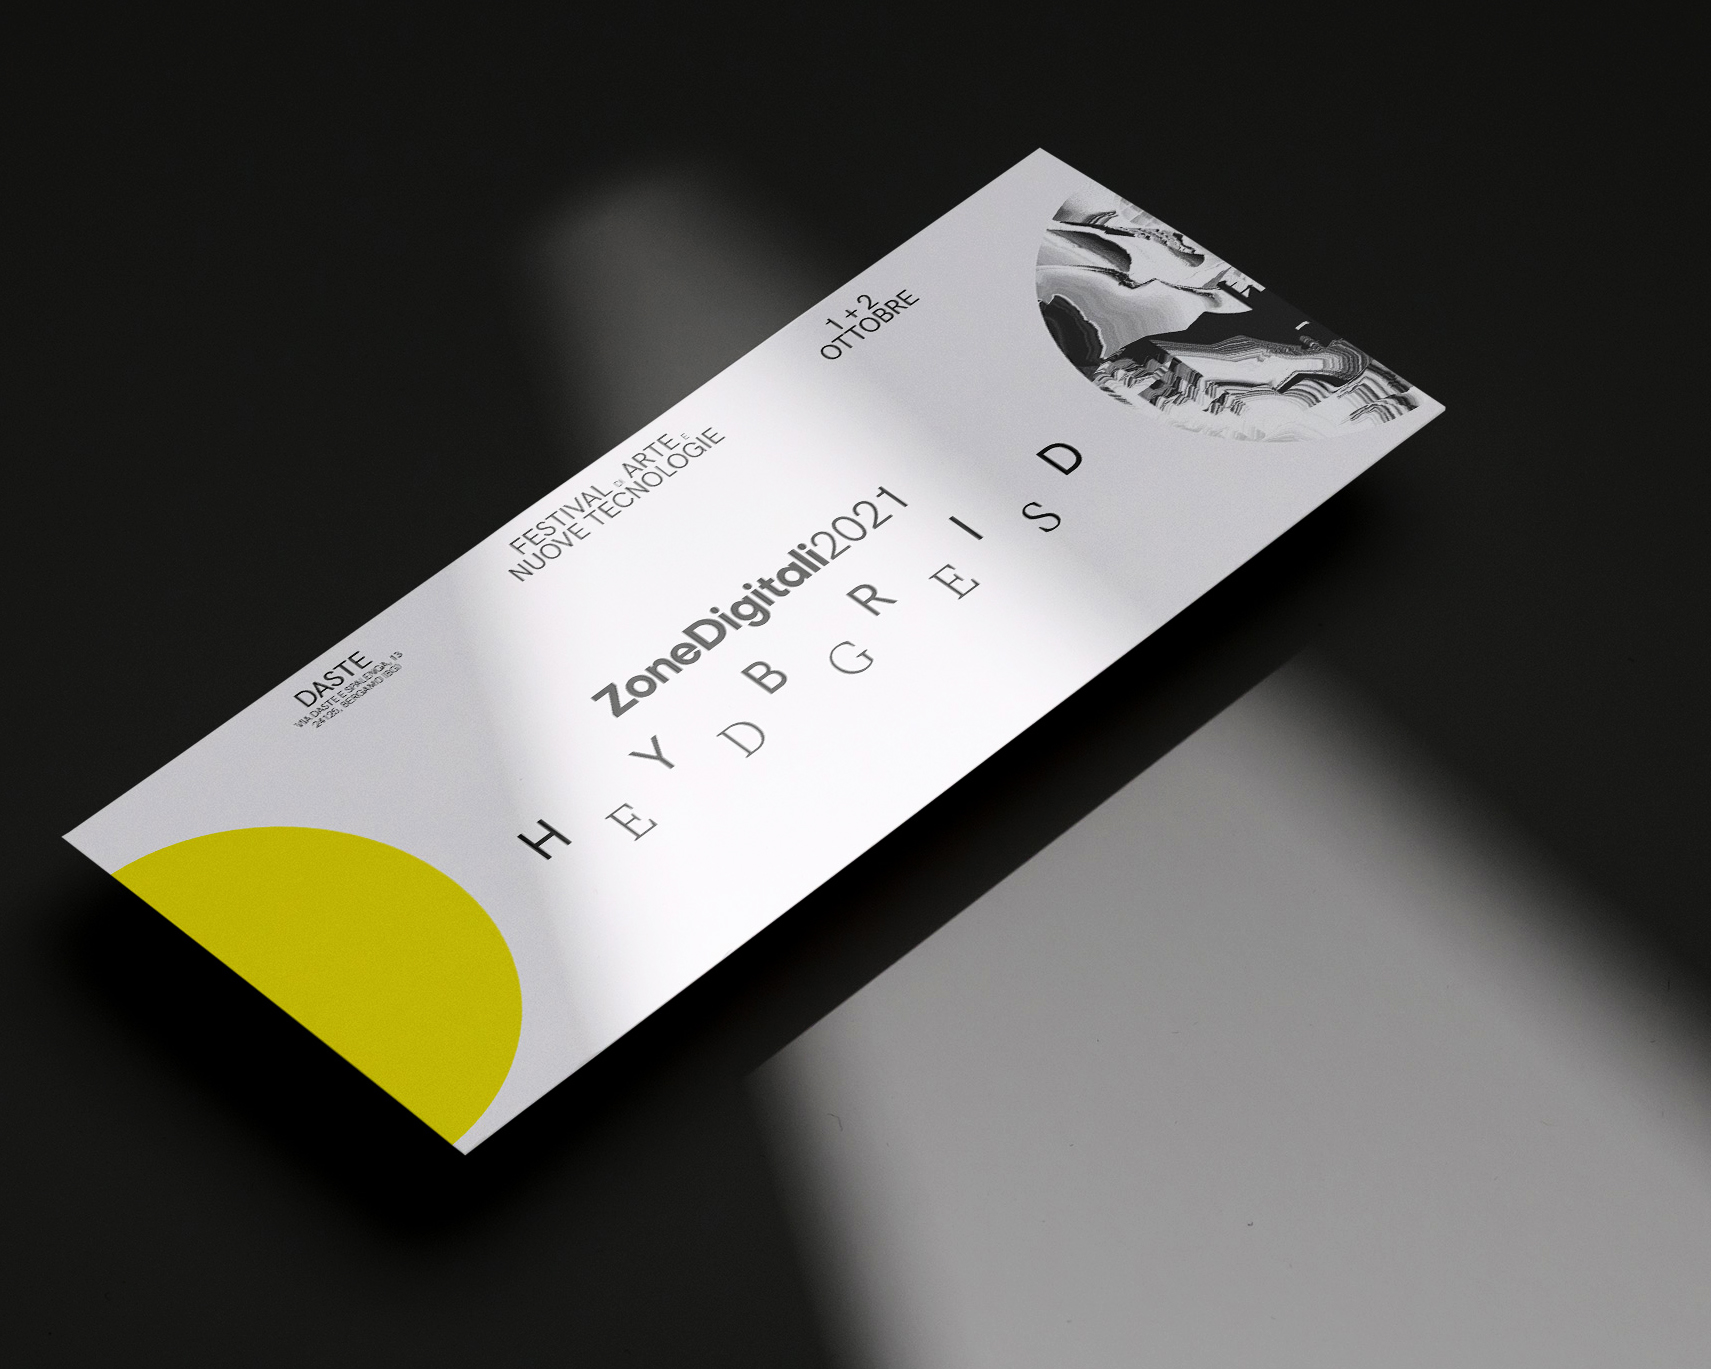 DASTE
VIA DASTE E SPALENGA, 13
24125, BERGAMO (BG)
FESTIVAL DI ARTE E
NUOVE TECNOLOGIE
1+2
OTTOBRE
ZoneDigitali2021
H Y B R I D
E D G E S